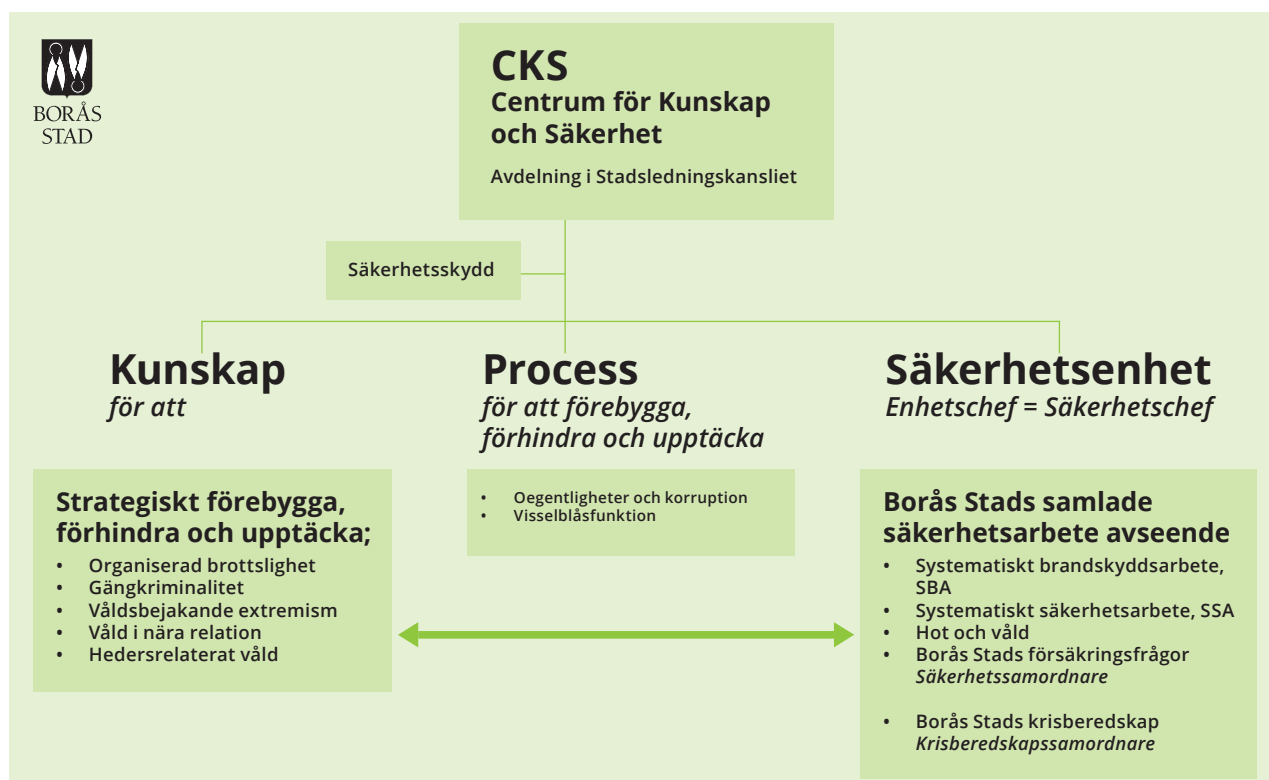 BORÅS
STAD
CKS
Centrum för Kunskap
och Säkerhet
Avdelning i Stadsledningskansliet
Säkerhetsskydd
Kunskap
för att
Process
för att förebygga,
förhindra och upptäcka
Säkerhetsenhet
Enhetschef = Säkerhetschef
Strategiskt förebygga,
förhindra och upptäcka;
• Organiserad brottslighet
• Gängkriminalitet
• Våldsbejakande extremism
• Våld i nära relation
• Hedersrelaterat våld
• Oegentligheter och korruption
• Visselblåsfunktion
Borås Stads samlade
säkerhetsarbete avseende
• Systematiskt brandskyddsarbete,
SBA
• Systematiskt säkerhetsarbete, SSA
• Hot och våld
• Borås Stads försäkringsfrågor
Säkerhetssamordnare
• Borås Stads krisberedskap
Krisberedskapssamordnare